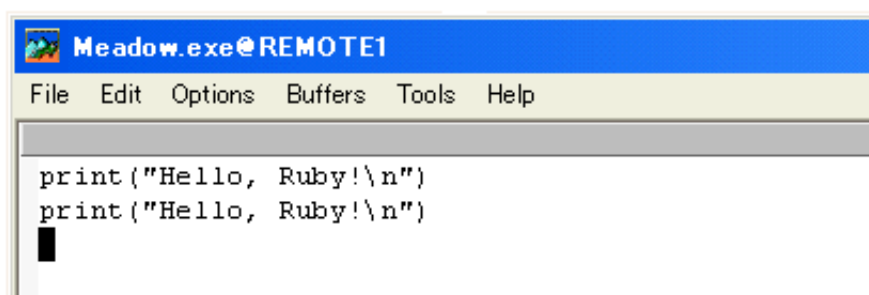 Meadow.exe@REMOTE1
File Edit Options Buffers Tools Help
print("Hello, Ruby!\n")
print("Hello, Ruby!\n")